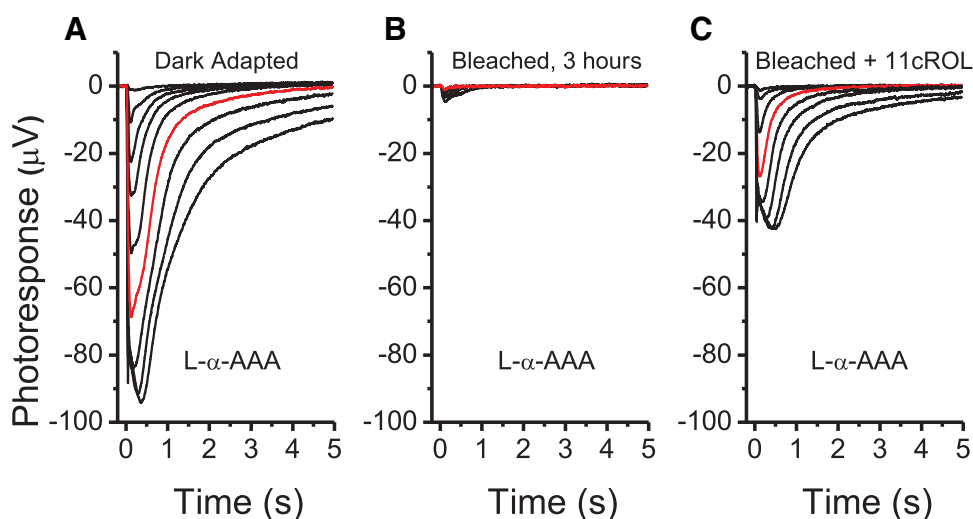 A
Dark Adapted
0
-20
-40
-60
-80
-100
Photoresponse (μV)
L-α-AAA
0 1 2 3 4 5
Time (s)
B
Bleached, 3 hours
0
-20
-40
-60
-80
-100
L-α-AAA
0 1 2 3 4 5
Time (s)
C
Bleached + 11cROL
0
-20
-40
-60
-80
-100
L-α-AAA
0 1 2 3 4 5
Time (s)